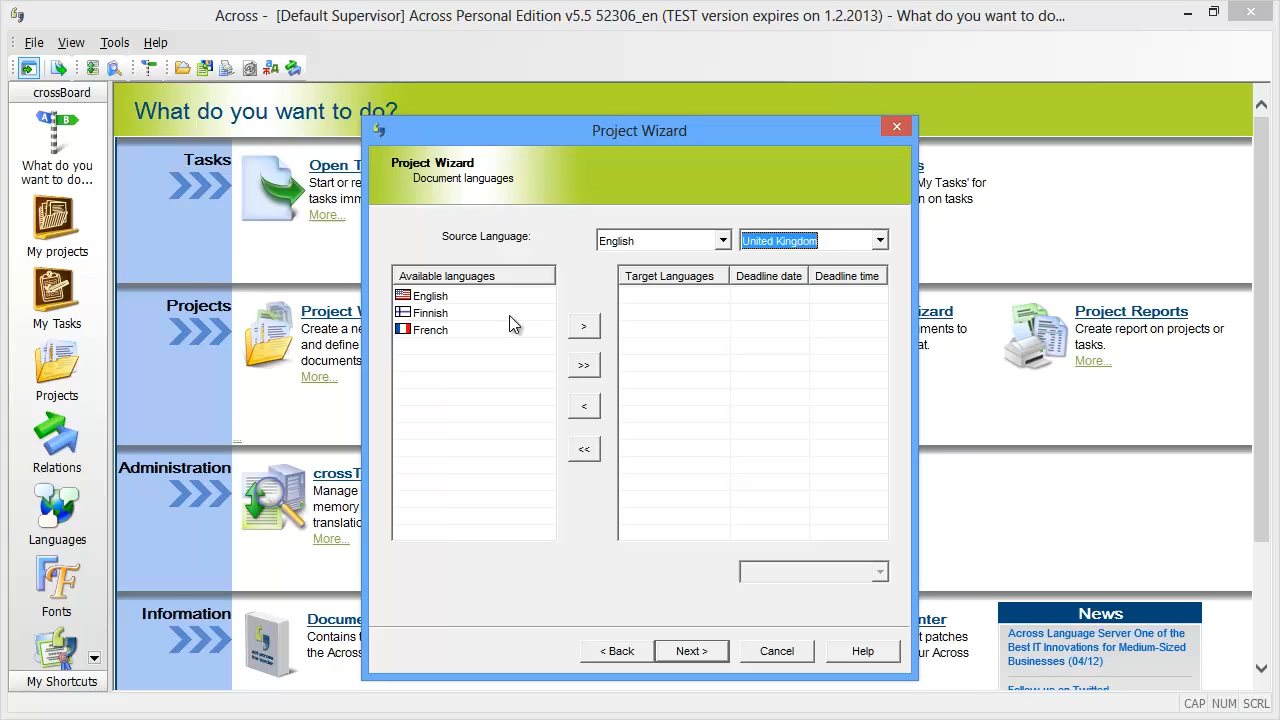 Across - [Default Supervisor] Across Personal Edition v5.5 52306_en (TEST version expires on 1.2.2013) - What do you want to do...
File View Tools Help
crossBoard
What do you want to do...
My projects
My Tasks
Projects
Relations
Languages
Fonts
My Shortcuts
What do you want to do?
Tasks
Open T
Start or re
tasks imm
More...
s
My Tasks' for
n on tasks
Projects
Project W
Create a ne
and define
documents
More...
...
izard
ments to
at.
Project Reports
Create report on projects or
tasks.
More...
Administration
crossT
Manage
memory
translatio
More...
Information
Docume
Contains t
the Across
enter
t patches
ur Across
News
Across Language Server One of the
Best IT Innovations for Medium-Sized
Businesses (04/12)
Follow us on Twitter!
Project Wizard
Project Wizard
Document languages
Source Language: English United Kingdom
Available languages
English
Finnish
French
>
>>
<
<<
Target Languages Deadline date Deadline time
< Back Next > Cancel Help
CAP NUM SCRL